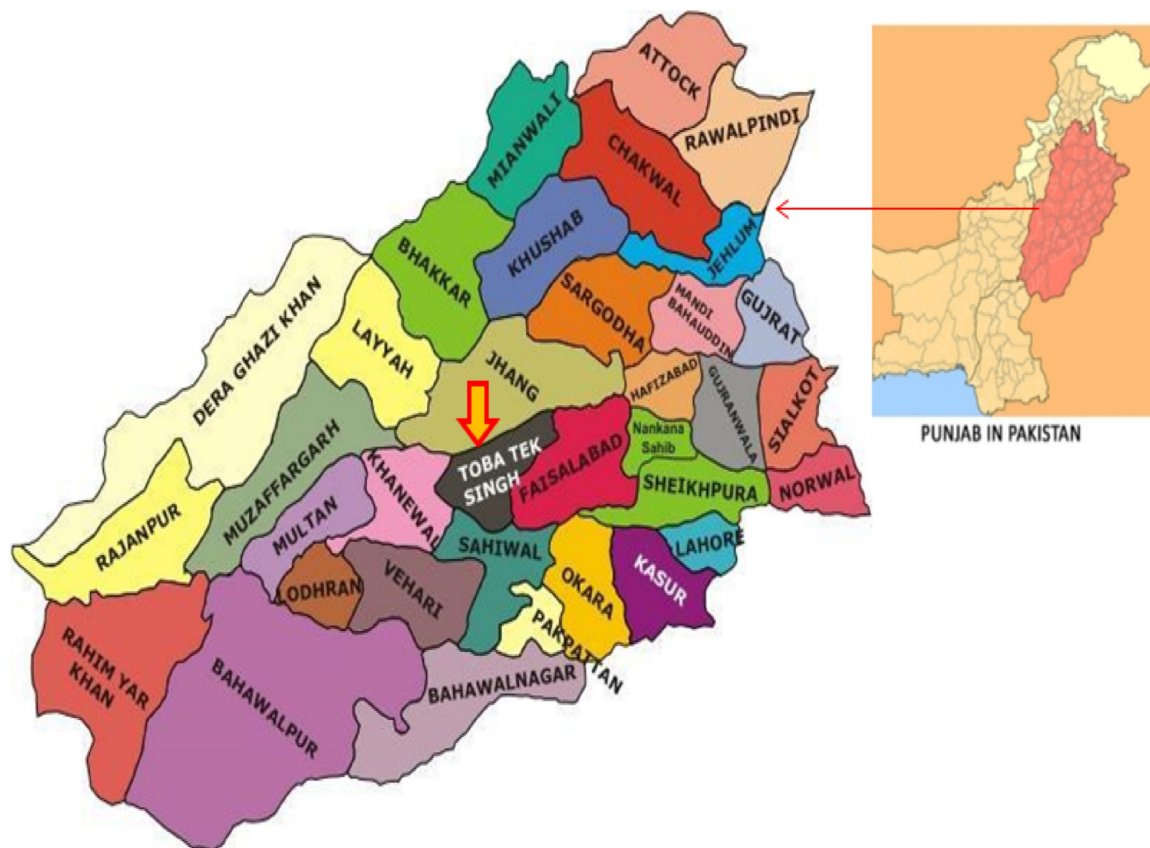 ATTOCK
RAWALPINDI
MIANWALI
CHAKWAL
JEHLUM
KHUSHAB
BHAKKAR
SARGODHA
MANDI
BAHAUDDIN
GUJRAT
DERA GHAZI KHAN
LAYYAH
JHANG
HAFIZABAD
GUJRANWALA
SIALKOT
PUNJAB IN PAKISTAN
MUZAFFARGARH
KHANEWAL
TOBA TEK
SINGH
FAISALABAD
Nankana
Sahib
SHEIKHPURA
NORWAL
RAJANPUR
MULTAN
SAHIWAL
LAHORE
LODHRAN
VEHARI
OKARA
KASUR
PAKPATTAN
RAHIM YAR
KHAN
BAHAWALPUR
BAHAWALNAGAR